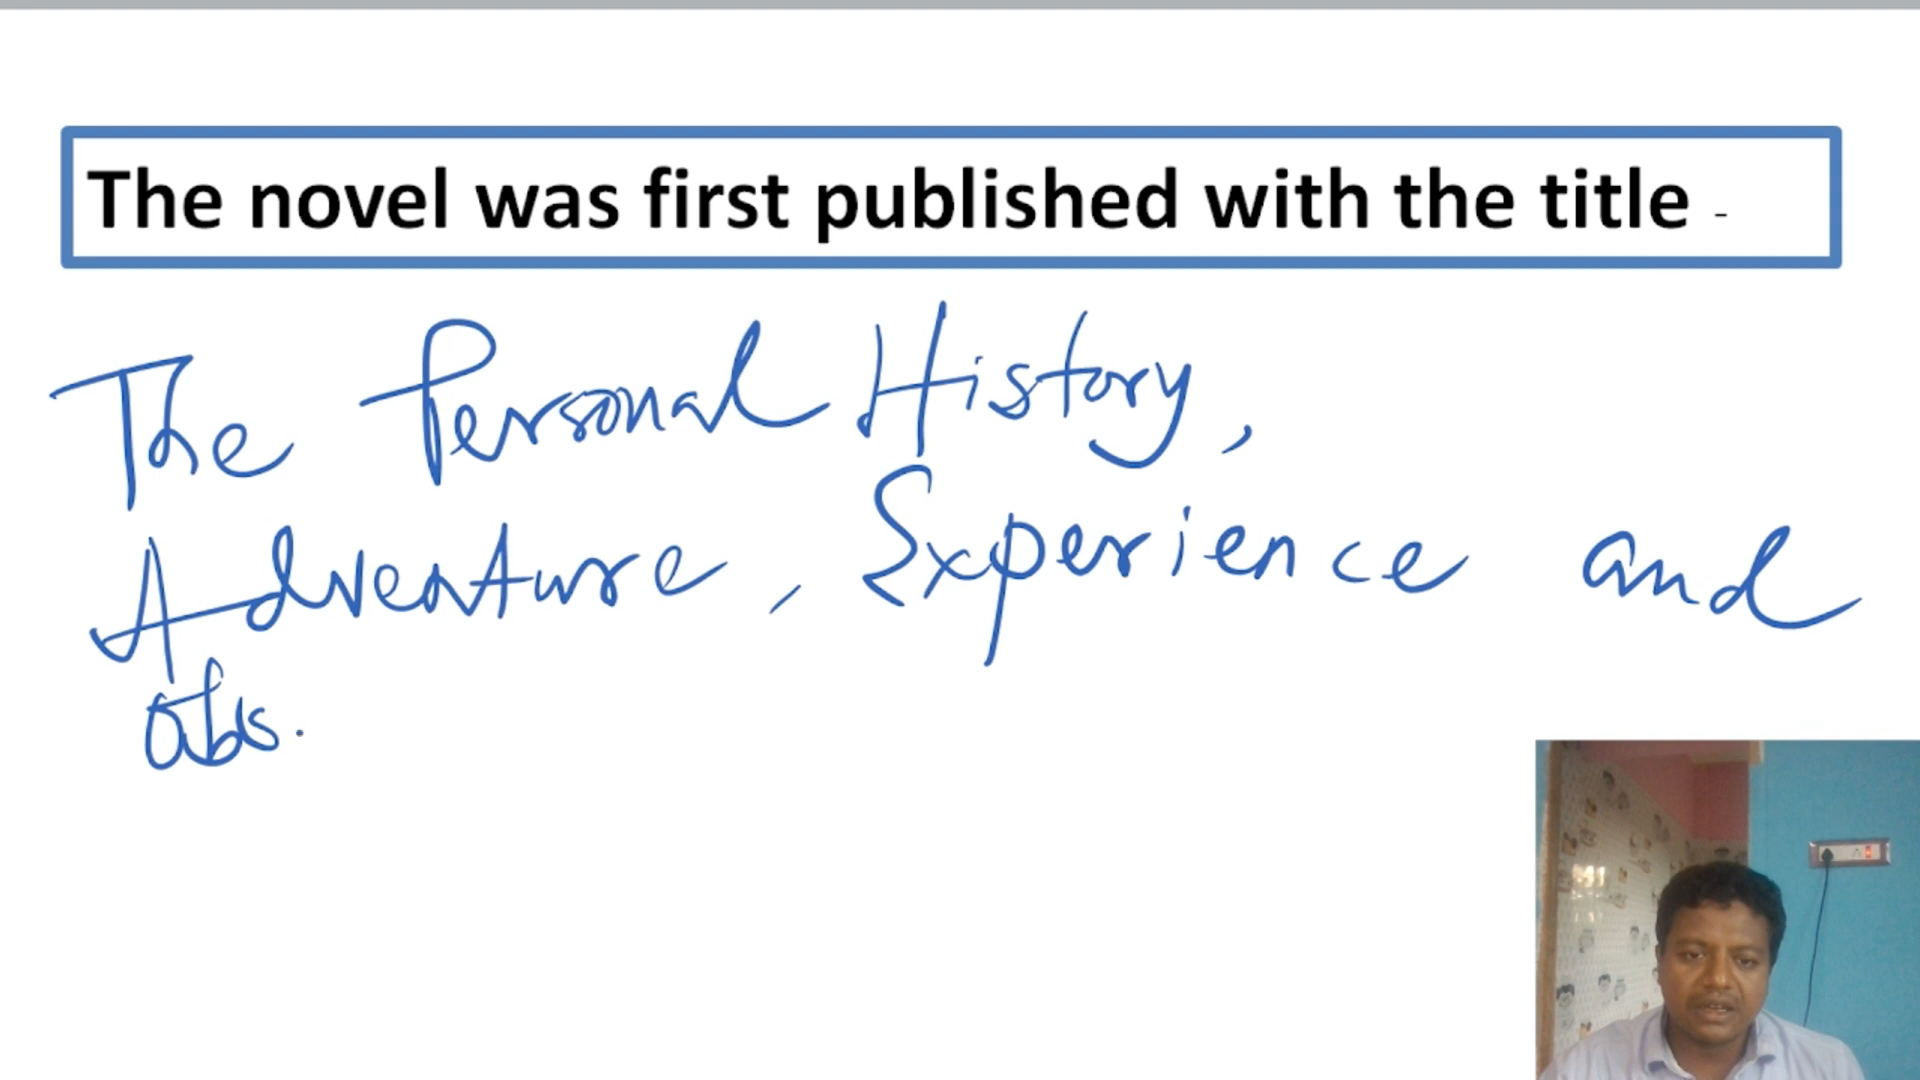 The novel was first published with the title -
The Personal History,
Adventure, Experience and
obs.